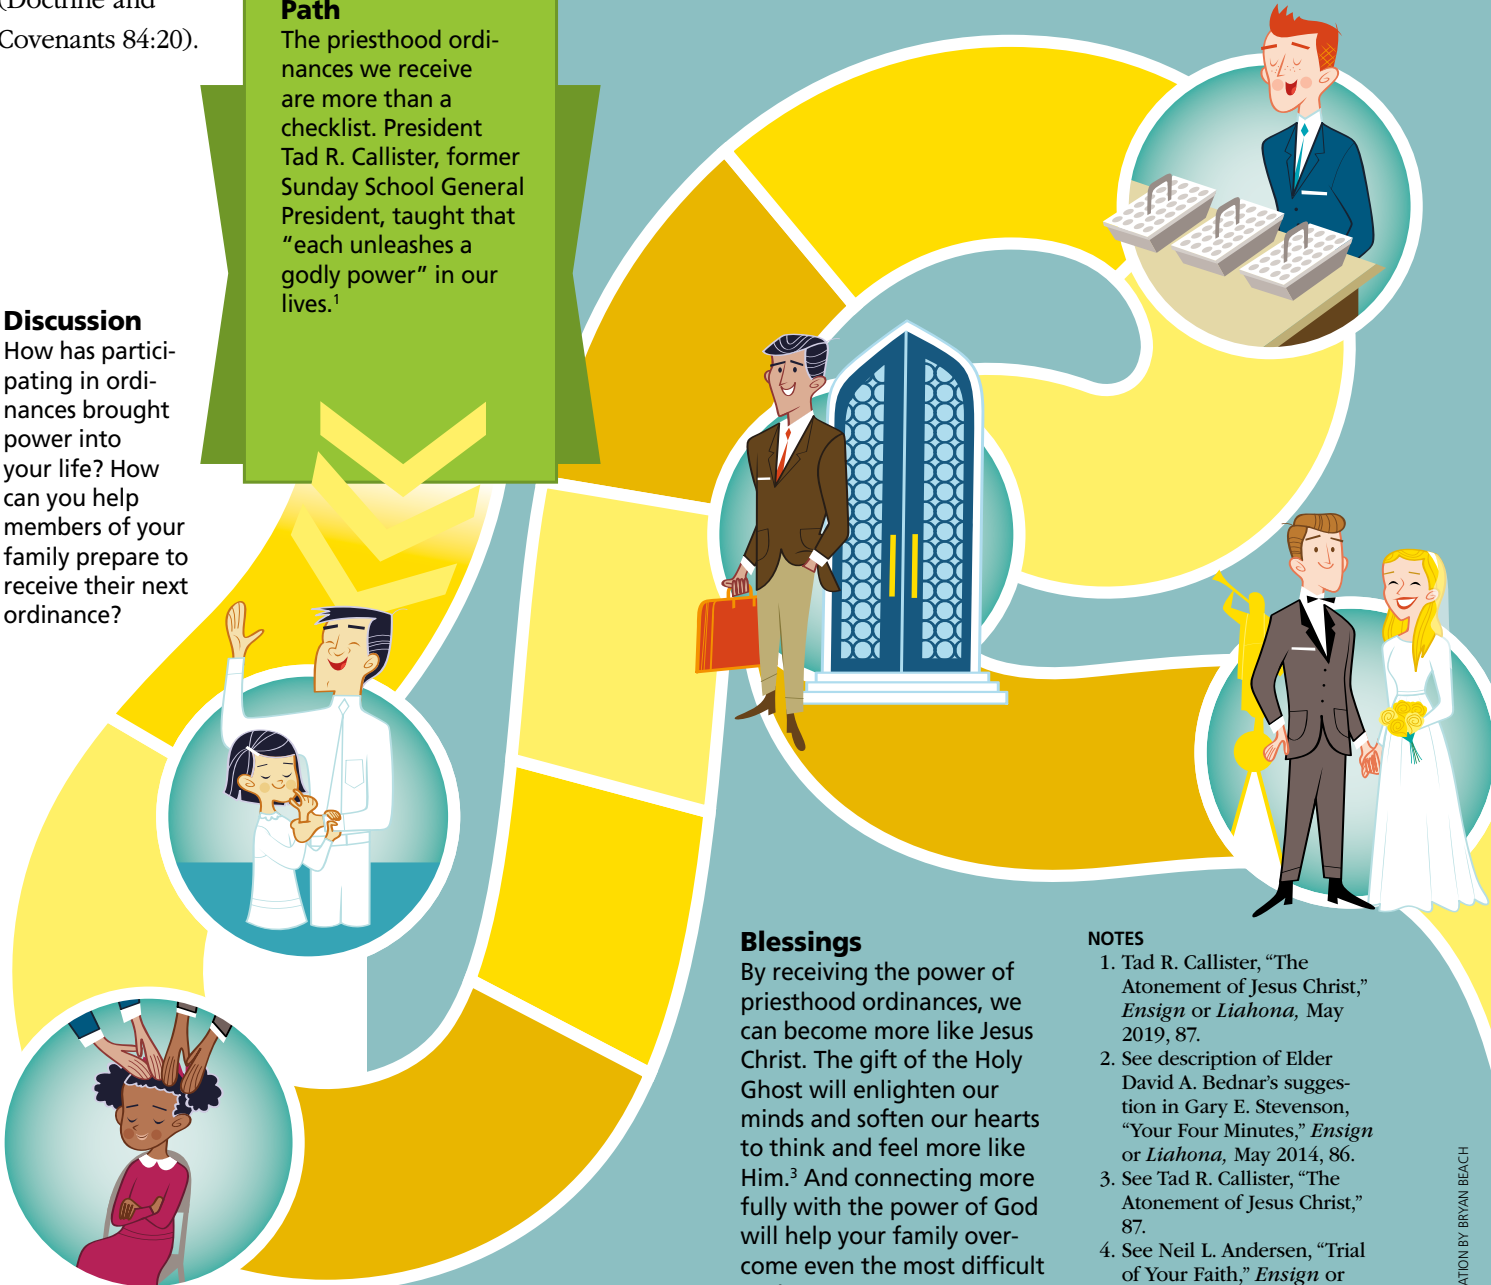 (Doctrine and
Covenants 84:20).
Path
The priesthood ordi-
nances we receive
are more than a
checklist. President
Tad R. Callister, former
Sunday School General
President, taught that
“each unleashes a
godly power” in our
lives.1
Discussion
How has partici-
pating in ordi-
nances brought
power into
your life? How
can you help
members of your
family prepare to
receive their next
ordinance?
Blessings
By receiving the power of
priesthood ordinances, we
can become more like Jesus
Christ. The gift of the Holy
Ghost will enlighten our
minds and soften our hearts
to think and feel more like
Him.3 And connecting more
fully with the power of God
will help your family over-
come even the most difficult
NOTES
1. Tad R. Callister, “The
Atonement of Jesus Christ,”
Ensign or Liahona, May
2019, 87.
2. See description of Elder
David A. Bednar’s sugges-
tion in Gary E. Stevenson,
“Your Four Minutes,” Ensign
or Liahona, May 2014, 86.
3. See Tad R. Callister, “The
Atonement of Jesus Christ,”
87.
4. See Neil L. Andersen, “Trial
of Your Faith,” Ensign or
ATION BY BRYAN BEACH